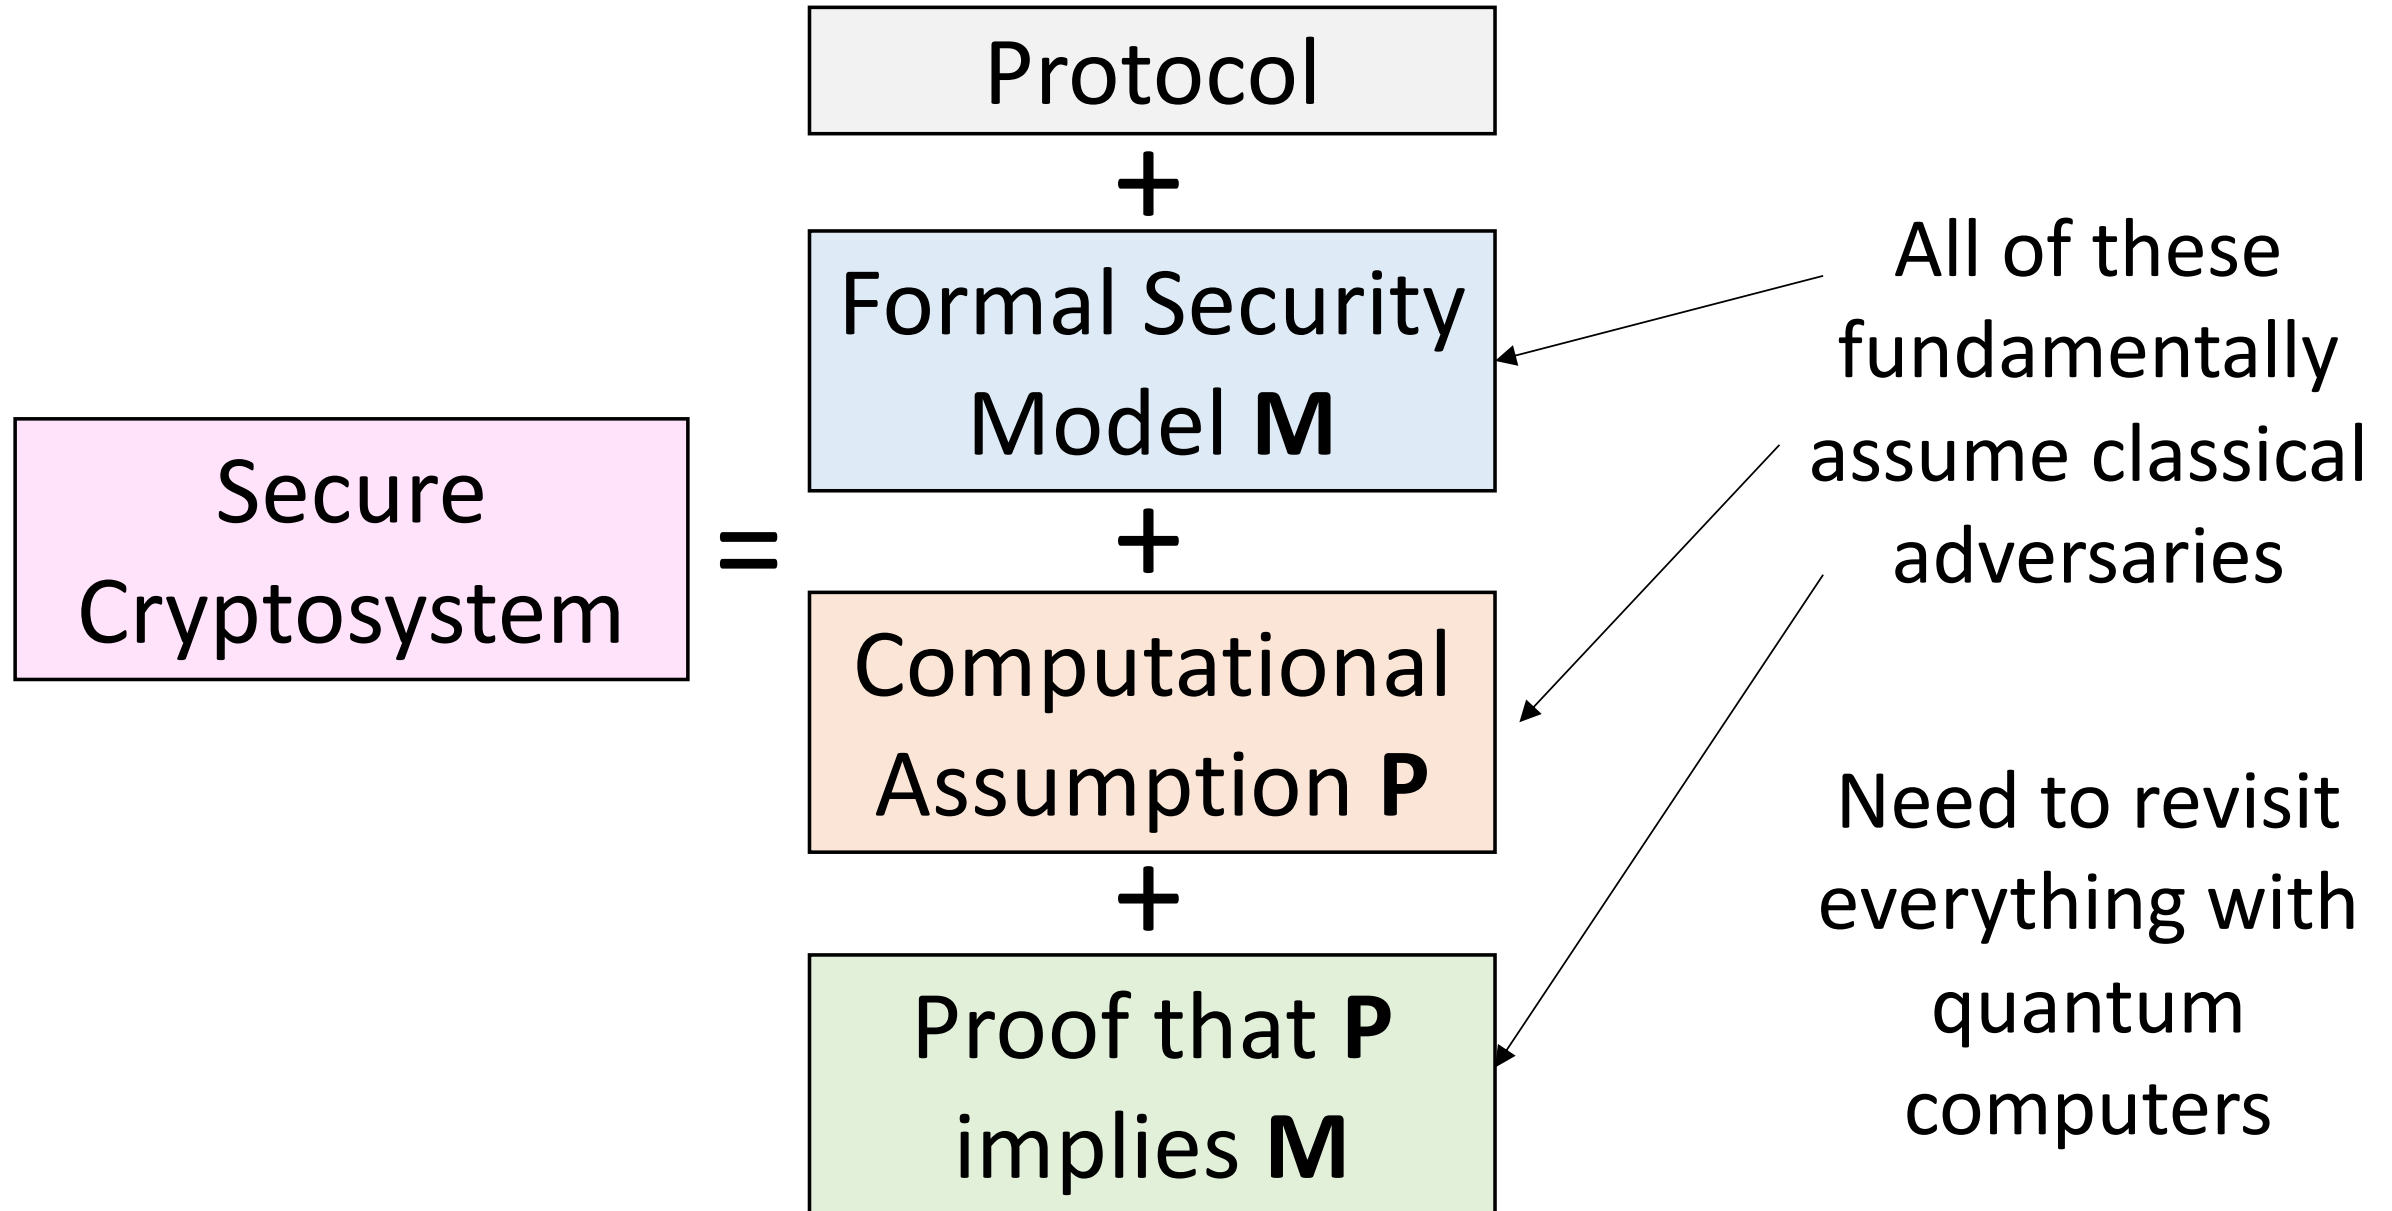 Protocol
+
Formal Security
Model M
+
Computational
Assumption P
+
Proof that P
implies M
Secure
Cryptosystem
=
All of these
fundamentally
assume classical
adversaries
Need to revisit
everything with
quantum
computers